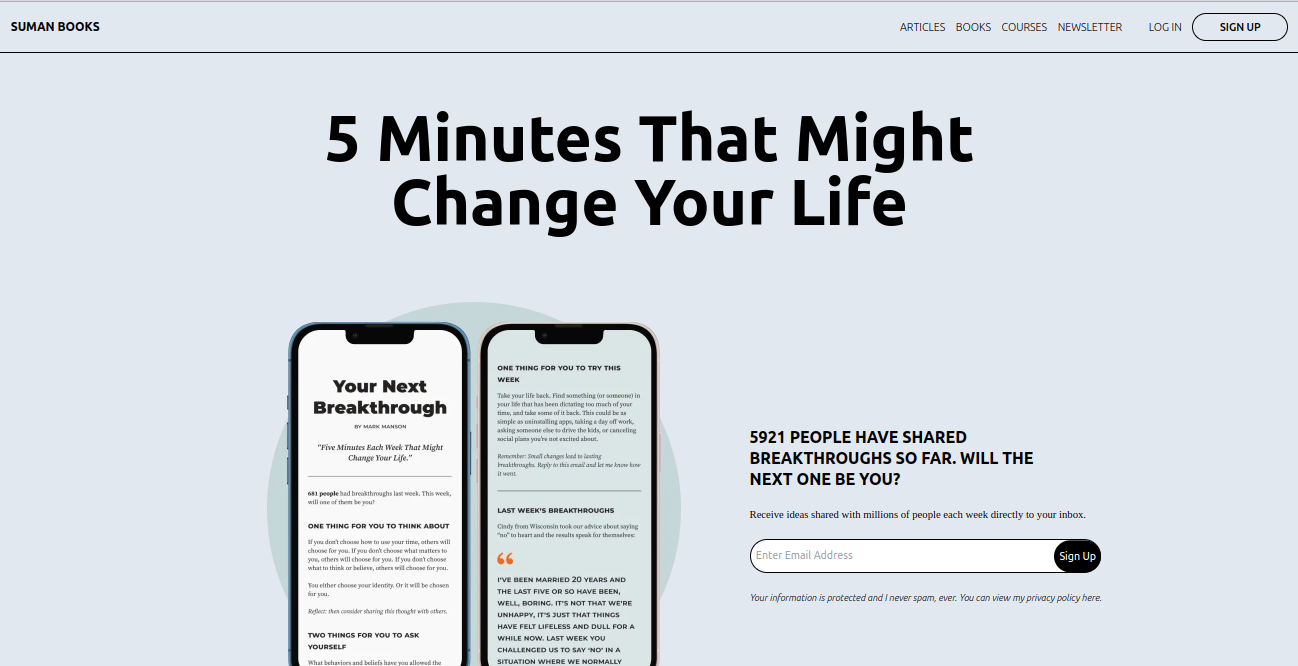 SUMAN BOOKS
ARTICLES BOOKS COURSES NEWSLETTER LOG IN SIGN UP
5 Minutes That Might
Change Your Life
Your Next
Breakthrough
BY MARK MANSON
“Five Minutes Each Week That Might
Change Your Life.”
681 people had breakthroughs last week. This week,
will one of them be you?
ONE THING FOR YOU TO THINK ABOUT
If you don't choose how to use your time, others will
choose for you. If you don't choose what matters to
you, others will choose for you. If you don't choose
what to think or believe, others will choose for you.
You either choose your identity. Or it will be chosen
for you.
Reflect: then consider sharing this thought with others.
TWO THINGS FOR YOU TO ASK
YOURSELF
What behaviors and beliefs have you allowed the
ONE THING FOR YOU TO TRY THIS
WEEK
Take your life back. Find something (or someone) in
your life that has been dictating too much of your
time, and take some of it back. This could be as
simple as uninstalling apps, taking a day off work,
asking someone else to drive the kids, or canceling
social plans you're not excited about.
Remember: Small changes lead to lasting
breakthroughs. Reply to this email and let me know how
it went.
LAST WEEK'S BREAKTHROUGHS
Cindy from Wisconsin took our advice about saying
“no” to heart and the results speak for themselves:
“
I'VE BEEN MARRIED 20 YEARS AND
THE LAST FIVE OR SO HAVE BEEN,
WELL, BORING. IT'S NOT THAT WE'RE
UNHAPPY, IT'S JUST THAT THINGS
HAVE FELT LIFELESS AND DULL FOR A
WHILE NOW. LAST WEEK YOU
CHALLENGED US TO SAY ‘NO’ IN A
SITUATION WHERE WE NORMALLY
5921 PEOPLE HAVE SHARED
BREAKTHROUGHS SO FAR. WILL THE
NEXT ONE BE YOU?
Receive ideas shared with millions of people each week directly to your inbox.
Enter Email Address Sign Up
Your information is protected and I never spam, ever. You can view my privacy policy here.